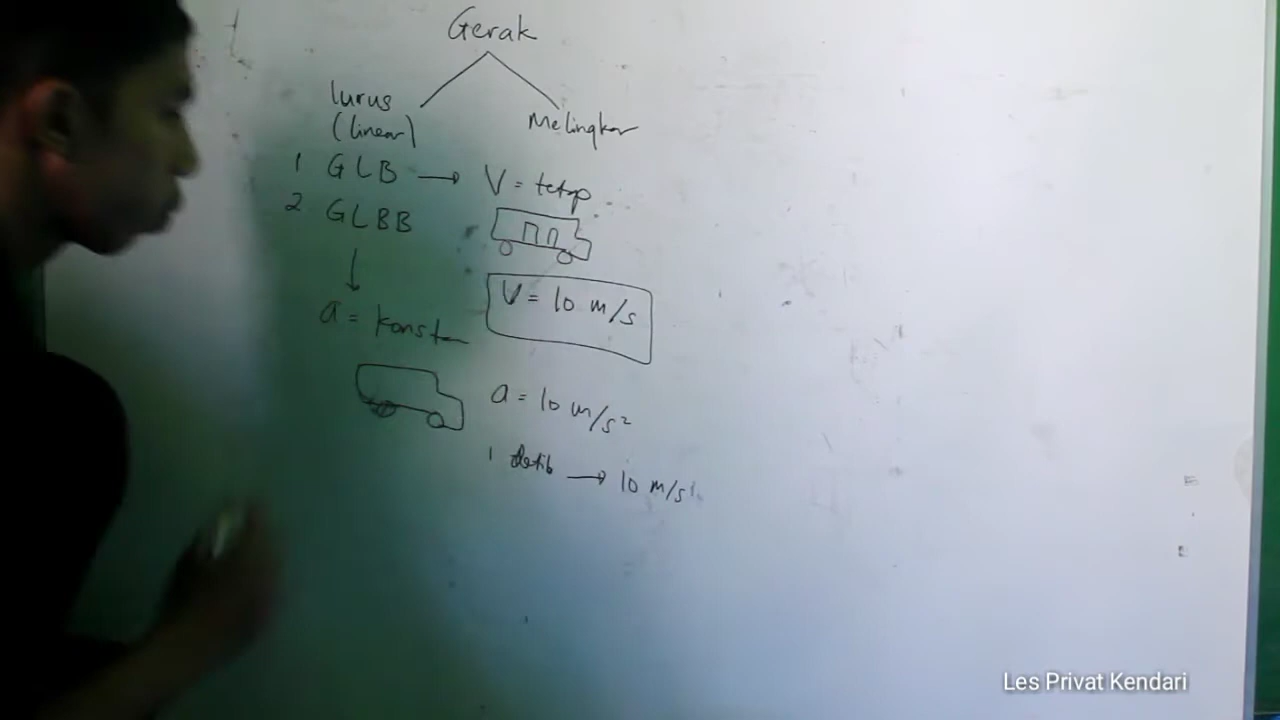 Gerak
lurus
(linear)
Melingkar
1 GLB → V = tetap
2 GLBB
V = 10 m/s
a = Konstan
a = 10 m/s²
1 detik → 10 m/s
Les Privat Kendari